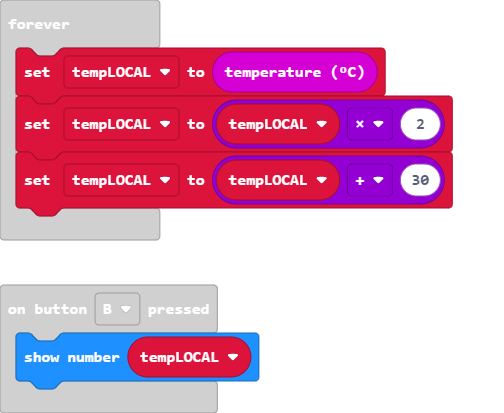 forever
set tempLOCAL to temperature (ºC)
set tempLOCAL to tempLOCAL × 2
set tempLOCAL to tempLOCAL + 30
on button B pressed
show number tempLOCAL